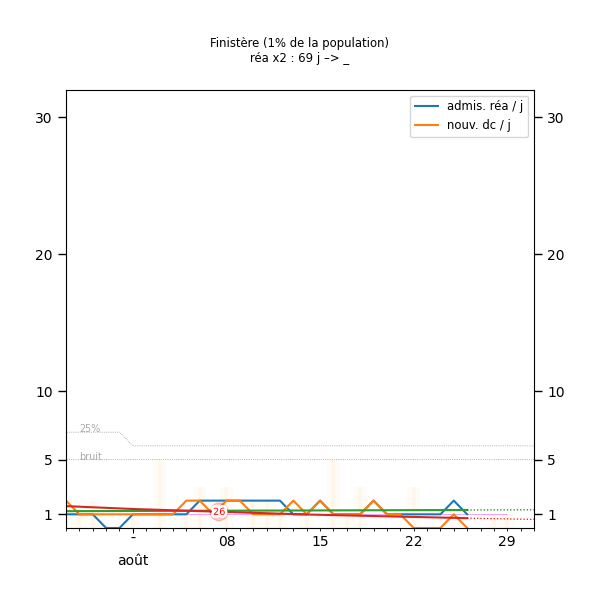 Finistère (1% de la population)
réa x2 : 69 j –> _
admis. réa / j
nouv. dc / j
30
30
20
20
10
10
25%
bruit
5
5
1
1
26
-
08
15
22
29
août